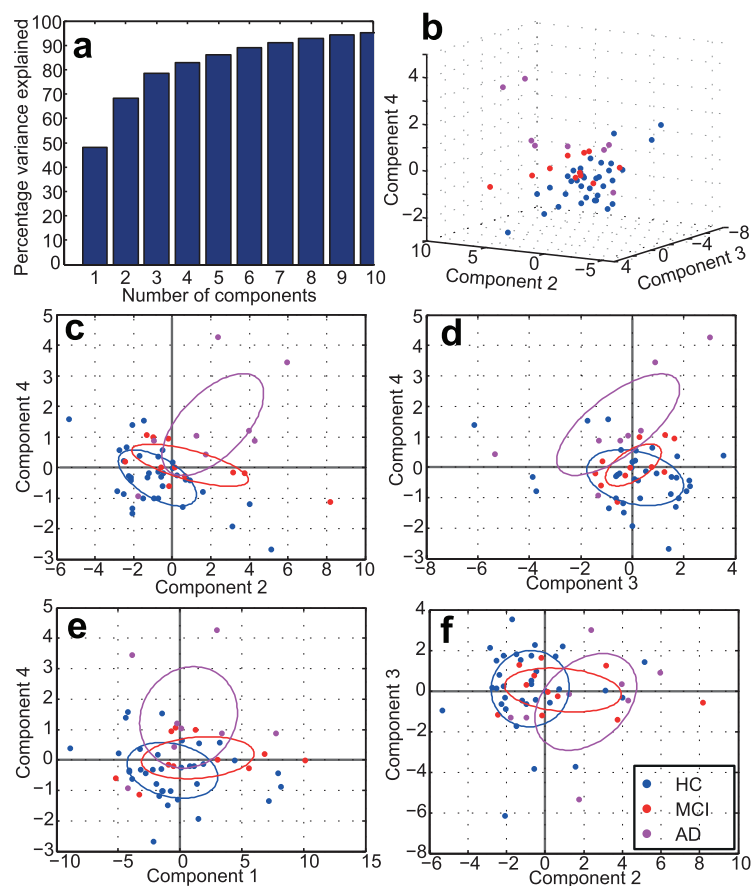 a
Percentage variance explained
100
90
80
70
60
50
90
30
20
10
0
1 2 3 4 5 6 7 8 9 10
Number of components
b
Compenent 4
4
2
0
−2
10 5 0 −5
Component 2
4 0 −4 −8
Component 3
c
Component 4
5
4
3
2
1
0
−1
−2
−3
−6 −4 −2 0 2 4 6 8 10
Component 2
d
Component 4
5
4
3
2
1
0
−1
−2
−3
−8 −6 −4 −2 0 2 4
Component 3
e
Component 4
5
4
3
2
1
0
−1
−2
−3
−10 −5 0 5 10 15
Component 1
f
Component 3
4
2
0
−2
−4
−6
−8
−6 −4 −2 0 2 4 6 8 10
Component 2
HC
MCI
AD